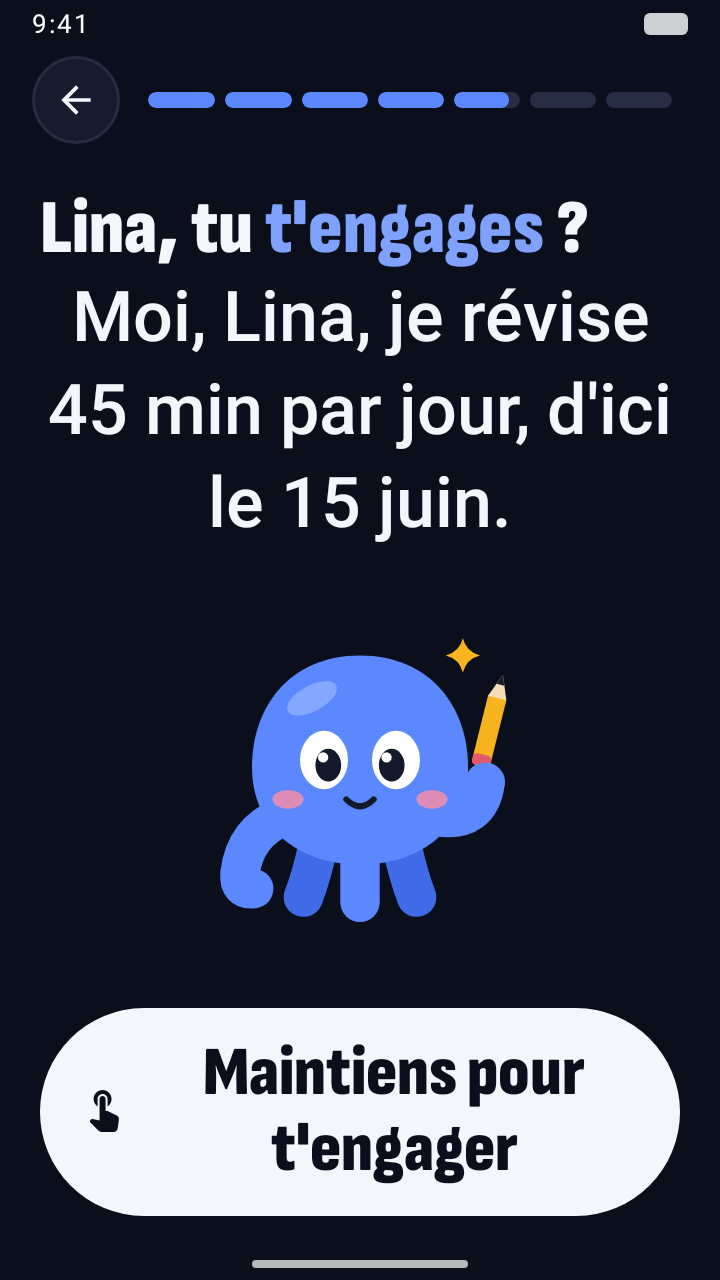 9:41
Lina, tu t'engages ?
Moi, Lina, je révise
45 min par jour, d'ici
le 15 juin.
Maintiens pour
t'engager